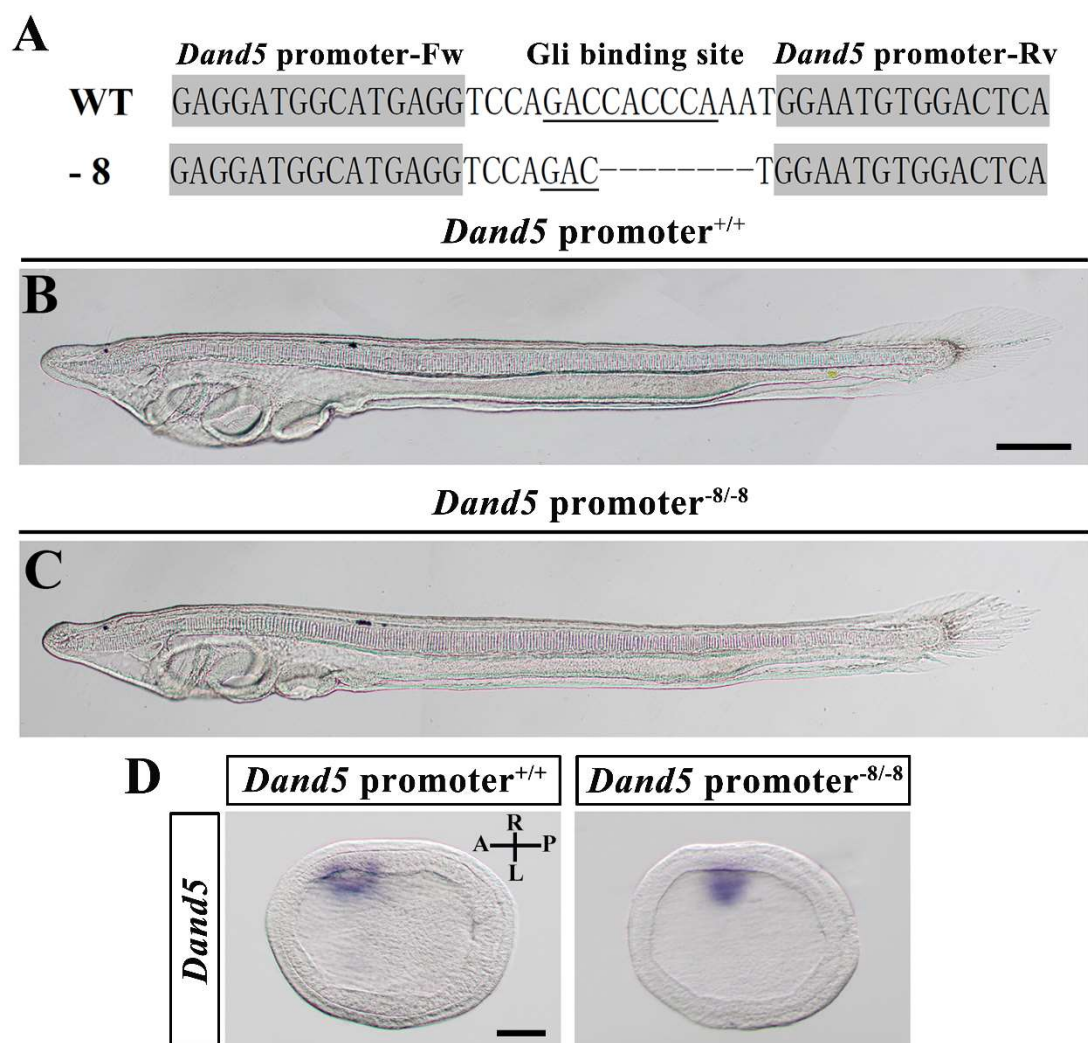 A
Dand5 promoter-Fw Gli binding site Dand5 promoter-Rv
WT GAGGATGGCATGAGGTCCAGACCACCCAAATGGAATGTGGACTCA
- 8 GAGGATGGCATGAGGTCCAGAC--------TGGAATGTGGACTCA
Dand5 promoter+/+
B
Dand5 promoter-8/-8
C
D
Dand5 promoter+/+ Dand5 promoter-8/-8
Dand5
R
A P
L